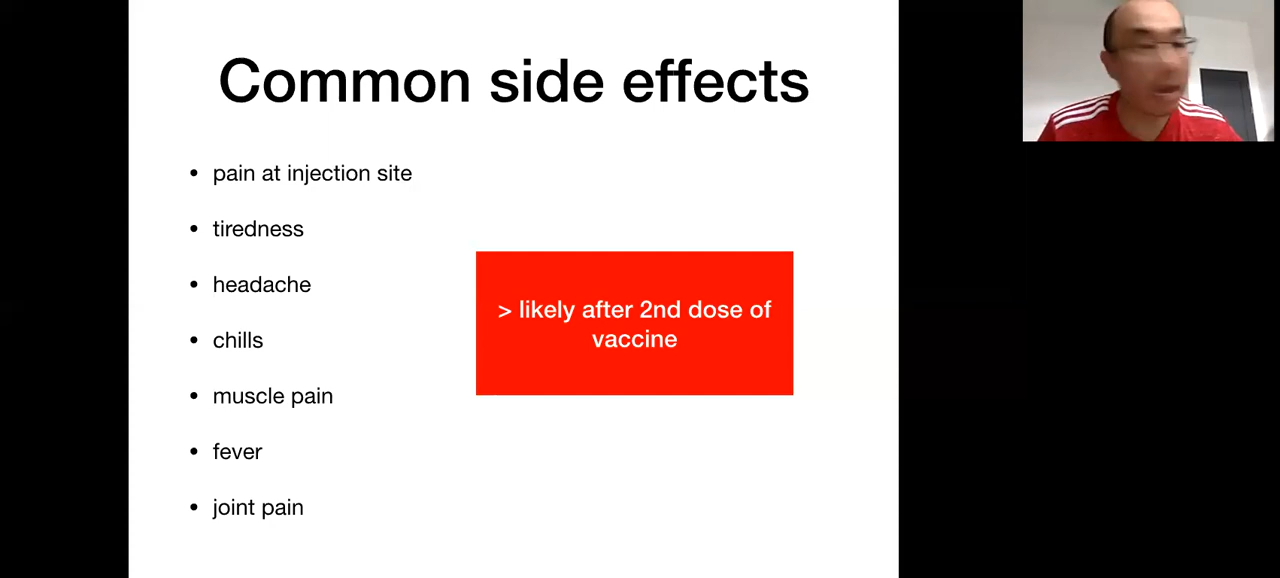 Common side effects
• pain at injection site
• tiredness
• headache
• chills
• muscle pain
• fever
• joint pain
> likely after 2nd dose of
vaccine